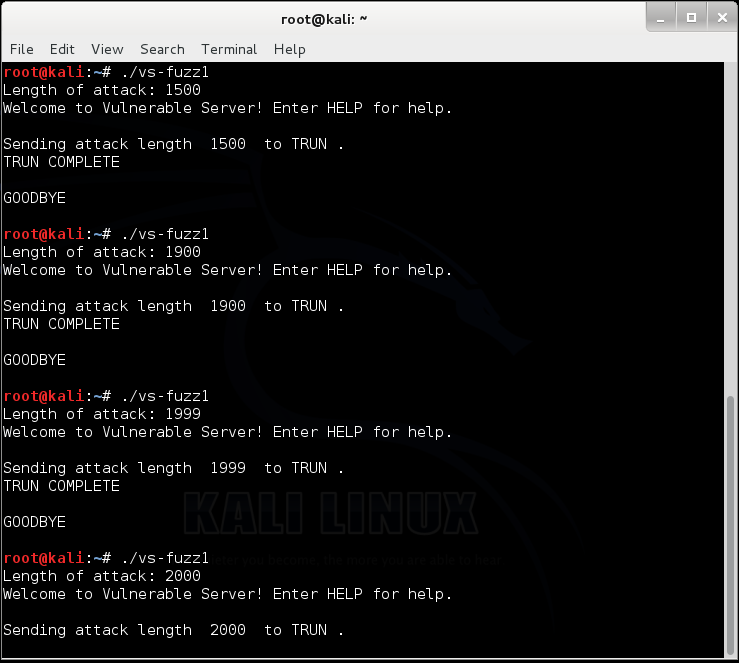 root@kali: ~
File Edit View Search Terminal Help
root@kali:~# ./vs-fuzz1
Length of attack: 1500
Welcome to Vulnerable Server! Enter HELP for help.
Sending attack length  1500  to TRUN .
TRUN COMPLETE
GOODBYE
root@kali:~# ./vs-fuzz1
Length of attack: 1900
Welcome to Vulnerable Server! Enter HELP for help.
Sending attack length  1900  to TRUN .
TRUN COMPLETE
GOODBYE
root@kali:~# ./vs-fuzz1
Length of attack: 1999
Welcome to Vulnerable Server! Enter HELP for help.
Sending attack length  1999  to TRUN .
TRUN COMPLETE
KALI LINUX
GOODBYE
root@kali:~# ./vs-fuzz1
Length of attack: 2000
Welcome to Vulnerable Server! Enter HELP for help.
Sending attack length  2000  to TRUN .